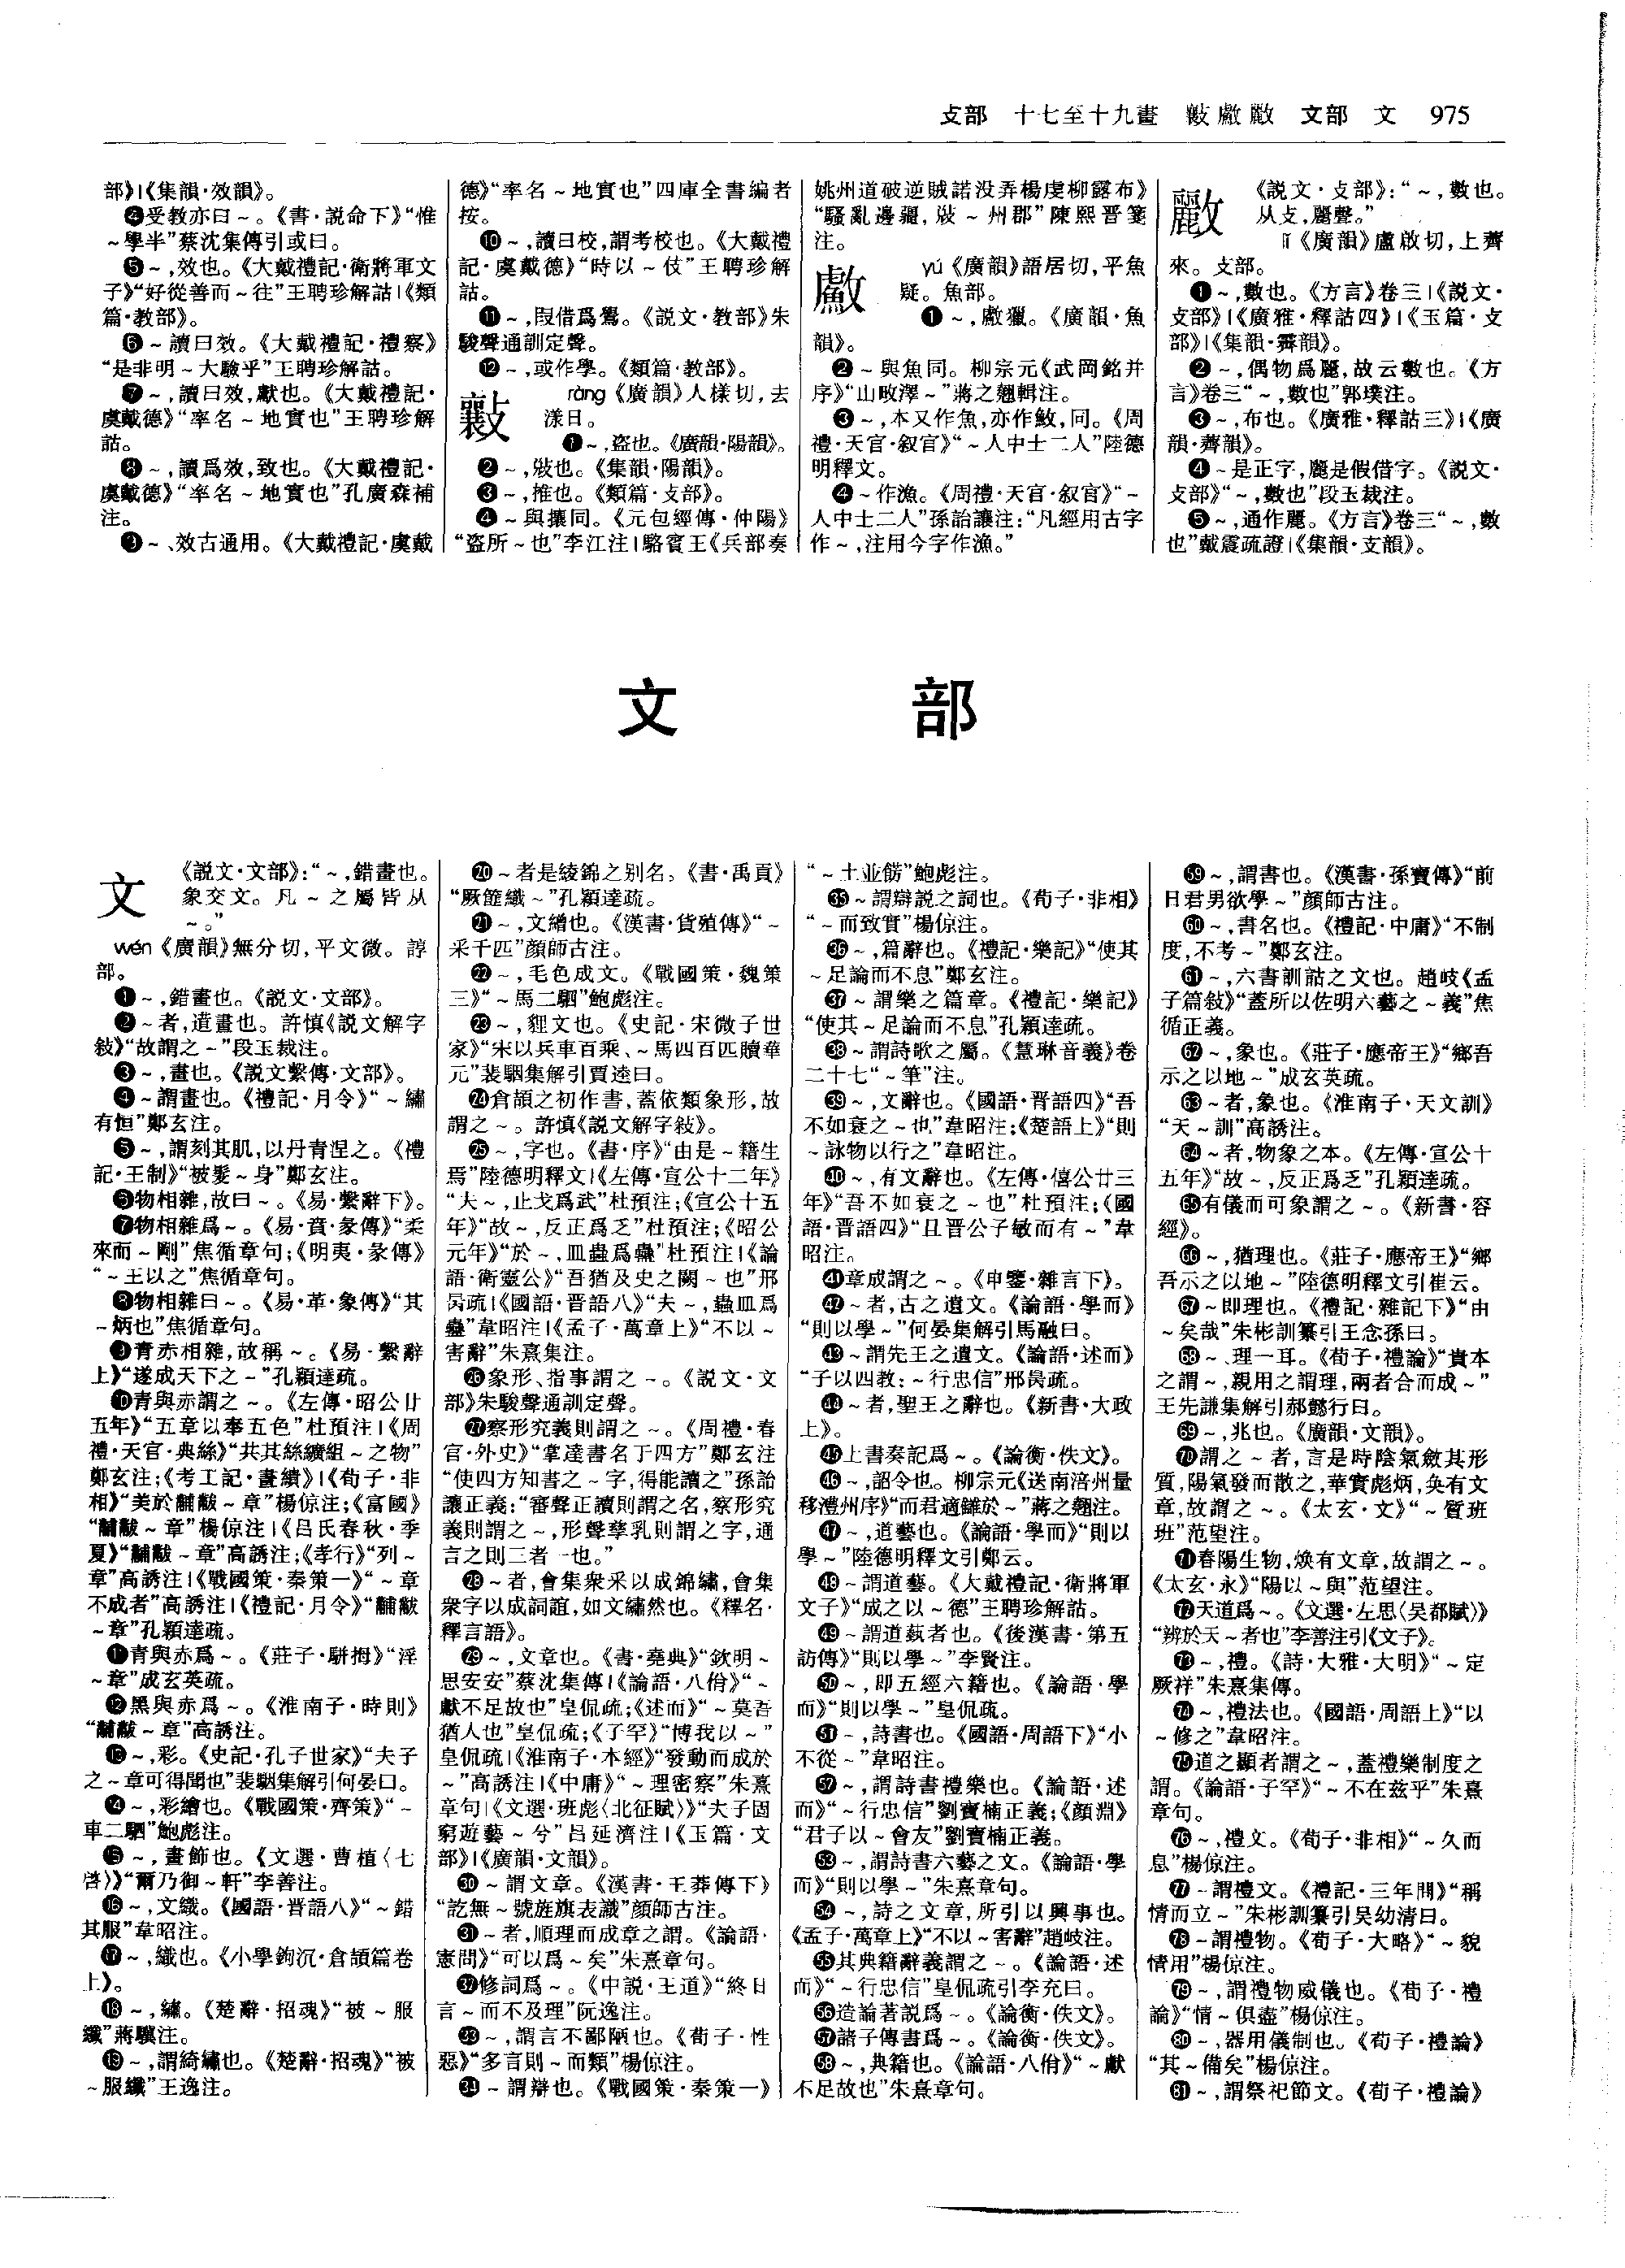 攴部　十七至十九畫　㪮𢿥𢿨　文部　文　975
部》|《集韻·效韻》。
❹受教亦曰～。《書·説命下》“惟
～學半”蔡沈集傳引或曰。
❺～,效也。《大戴禮記·衛將軍文
子》“好從善而～往”王聘珍解詁|《類
篇·教部》。
❻～讀曰效。《大戴禮記·禮察》
“是非明～大驗乎”王聘珍解詁。
❼～,讀曰效,獻也。《大戴禮記·
虞戴德》“率名～地實也”王聘珍解
詁。
❽～,讀爲效,致也。《大戴禮記·
虞戴德》“率名～地實也”孔廣森補
注。
❾～、效古通用。《大戴禮記·虞戴
德》“率名～地實也”四庫全書編者
按。
❿～,讀曰校,謂考校也。《大戴禮
記·虞戴德》“時以～伎”王聘珍解
詁。
⓫～,叚借爲鷽。《説文·教部》朱
駿聲通訓定聲。
⓬～,或作學。《類篇·教部》。
ràng《廣韻》人樣切,去
漾日。
❶～,盗也。《廣韻·陽韻》。
❷～,敚也。《集韻·陽韻》。
❸～,推也。《類篇·攴部》。
❹～與攘同。《元包經傳·仲陽》
“盗所～也”李江注|駱賓王《兵部奏
姚州道破逆賊諾没弄楊虔柳露布》
“騷亂邊疆,敚～州郡”陳熙晋箋
注。
yú《廣韻》語居切,平魚
疑。魚部。
❶～,𢿥獵。《廣韻·魚
韻》。
❷～與魚同。柳宗元《武岡銘并
序》“山畋澤～”蔣之翹輯注。
❸～,本又作魚,亦作䱷,同。《周
禮·天官·叙官》“～人中士二人”陸德
明釋文。
❹～作漁。《周禮·天官·叙官》“～
人中士二人”孫詒讓注:“凡經用古字
作～,注用今字作漁。”
《説文·攴部》:“～,數也。
从攴,麗聲。”
《廣韻》盧啟切,上薺
來。支部。
❶～,數也。《方言》卷三|《説文·
攴部》|《廣雅·釋詁四》|《玉篇·攴
部》|《集韻·霽韻》。
❷～,偶物爲麗,故云數也。《方
言》卷三“～,數也”郭璞注。
❸～,布也。《廣雅·釋詁三》|《廣
韻·薺韻》。
❹～是正字,麗是假借字。《説文·
攴部》“～,數也”段玉裁注。
❺～,通作麗。《方言》卷三“～,數
也”戴震疏證|《集韻·支韻》。
文　部
文
《説文·文部》:“～,錯畫也。
象交文。凡～之屬皆从
～。”
wén《廣韻》無分切,平文微。諄
部。
❶～,錯畫也。《説文·文部》。
❷～者,逪畫也。許慎《説文解字
敍》“故謂之～”段玉裁注。
❸～,畫也。《説文繫傳·文部》。
❹～謂畫也。《禮記·月令》“～繡
有恒”鄭玄注。
❺～,謂刻其肌,以丹青涅之。《禮
記·王制》“被髮～身”鄭玄注。
❻物相雜,故曰～。《易·繫辭下》。
❼物相雜爲～。《易·賁·彖傳》“柔
來而～剛”焦循章句;《明夷·彖傳》
“～王以之”焦循章句。
❽物相雜曰～。《易·革·象傳》“其
～炳也”焦循章句。
❾青赤相雜,故稱～。《易·繫辭
上》“遂成天下之～”孔穎達疏。
❿青與赤謂之～。《左傳·昭公廿
五年》“五章以奉五色”杜預注|《周
禮·天官·典絲》“共其絲纊組～之物”
鄭玄注;《考工記·畫繢》|《荀子·非
相》“美於黼黻～章”楊倞注;《富國》
“黼黻～章”楊倞注|《吕氏春秋·季
夏》“黼黻～章”高誘注;《孝行》“列～
章”高誘注|《戰國策·秦策一》“～章
不成者”高誘注|《禮記·月令》“黼黻
～章”孔穎達疏。
⓫青與赤爲～。《莊子·駢拇》“淫
～章”成玄英疏。
⓬黑與赤爲～。《淮南子·時則》
“黼黻～章”高誘注。
⓭～,彩。《史記·孔子世家》“夫子
之～章可得聞也”裴駰集解引何晏曰。
⓮～,彩繪也。《戰國策·齊策》“～
車二駟”鮑彪注。
⓯～,畫飾也。《文選·曹植〈七
啓〉》“爾乃御～軒”李善注。
⓰～,文織。《國語·晋語八》“～錯
其服”韋昭注。
⓱～,織也。《小學鉤沉·倉頡篇卷
上》。
⓲～,繡。《楚辭·招魂》“被～服
纖”蔣驥注。
⓳～,謂綺繡也。《楚辭·招魂》“被
～服纖”王逸注。
⓴～者是綾錦之别名。《書·禹貢》
“厥篚織～”孔穎達疏。
㉑～,文繒也。《漢書·貨殖傳》“～
采千匹”顔師古注。
㉒～,毛色成文。《戰國策·魏策
三》“～馬二駟”鮑彪注。
㉓～,貍文也。《史記·宋微子世
家》“宋以兵車百乘、～馬四百匹贖華
元”裴駰集解引賈逵曰。
㉔倉頡之初作書,蓋依類象形,故
謂之～。許慎《説文解字敍》。
㉕～,字也。《書·序》“由是～籍生
焉”陸德明釋文|《左傳·宣公十二年》
“夫～,止戈爲武”杜預注;《宣公十五
年》“故～,反正爲乏”杜預注;《昭公
元年》“於～,皿蟲爲蠱”杜預注|《論
語·衛靈公》“吾猶及史之闕～也”邢
昺疏|《國語·晋語八》“夫～,蟲皿爲
蠱”韋昭注|《孟子·萬章上》“不以～
害辭”朱熹集注。
㉖象形、指事謂之～。《説文·文
部》朱駿聲通訓定聲。
㉗察形究義則謂之～。《周禮·春
官·外史》“掌達書名于四方”鄭玄注
“使四方知書之～字,得能讀之”孫詒
讓正義:“審聲正讀則謂之名,察形究
義則謂之～,形聲孳乳則謂之字,通
言之則三者一也。”
㉘～者,會集衆采以成錦繡,會集
衆字以成詞誼,如文繡然也。《釋名·
釋言語》。
㉙～,文章也。《書·堯典》“欽明～
思安安”蔡沈集傳|《論語·八佾》“～
獻不足故也”皇侃疏;《述而》“～莫吾
猶人也”皇侃疏;《子罕》“博我以～”
皇侃疏|《淮南子·本經》“發動而成於
～”高誘注|《中庸》“～理密察”朱熹
章句|《文選·班彪〈北征賦〉》“夫子固
窮遊藝～兮”吕延濟注|《玉篇·文
部》|《廣韻·文韻》。
㉚～謂文章。《漢書·王莽傳下》
“訖無～號旌旗表識”顔師古注。
㉛～者,順理而成章之謂。《論語·
憲問》“可以爲～矣”朱熹章句。
㉜修詞爲～。《中説·王道》“終日
言～而不及理”阮逸注。
㉝～,謂言不鄙陋也。《荀子·性
惡》“多言則～而類”楊倞注。
㉞～謂辯也。《戰國策·秦策一》
“～士並餝”鮑彪注。
㉟～謂辯説之詞也。《荀子·非相》
“～而致實”楊倞注。
㊱～,篇辭也。《禮記·樂記》“使其
～足論而不息”鄭玄注。
㊲～謂樂之篇章。《禮記·樂記》
“使其～足論而不息”孔穎達疏。
㊳～謂詩歌之屬。《慧琳音義》卷
二十七“～筆”注。
㊴～,文辭也。《國語·晋語四》“吾
不如衰之～也”韋昭注;《楚語上》“則
～詠物以行之”韋昭注。
㊵～,有文辭也。《左傳·僖公廿三
年》“吾不如衰之～也”杜預注;《國
語·晋語四》“且晋公子敏而有～”韋
昭注。
㊶章成謂之～。《申鑒·雜言下》。
㊷～者,古之遺文。《論語·學而》
“則以學～”何晏集解引馬融曰。
㊸～謂先王之遺文。《論語·述而》
“子以四教:～行忠信”邢昺疏。
㊹～者,聖王之辭也。《新書·大政
上》。
㊺上書奏記爲～。《論衡·佚文》。
㊻～,詔令也。柳宗元《送南涪州量
移澧州序》“而君適讎於～”蔣之翹注。
㊼～,道藝也。《論語·學而》“則以
學～”陸德明釋文引鄭云。
㊽～謂道藝。《大戴禮記·衛將軍
文子》“成之以～德”王聘珍解詁。
㊾～謂道蓺者也。《後漢書·第五
訪傳》“則以學～”李賢注。
㊿～,即五經六籍也。《論語·學
而》“則以學～”皇侃疏。
51～,詩書也。《國語·周語下》“小
不從～”韋昭注。
52～,謂詩書禮樂也。《論語·述
而》“～行忠信”劉寶楠正義;《顔淵》
“君子以～會友”劉寶楠正義。
53～,謂詩書六藝之文。《論語·學
而》“則以學～”朱熹章句。
54～,詩之文章,所引以興事也。
《孟子·萬章上》“不以～害辭”趙岐注。
55其典籍辭義謂之～。《論語·述
而》“～行忠信”皇侃疏引李充曰。
56造論著説爲～。《論衡·佚文》。
57諸子傳書爲～。《論衡·佚文》。
58～,典籍也。《論語·八佾》“～獻
不足故也”朱熹章句。
59～,謂書也。《漢書·孫寶傳》“前
日君男欲學～”顔師古注。
60～,書名也。《禮記·中庸》“不制
度,不考～”鄭玄注。
61～,六書訓詁之文也。趙岐《孟
子篇敍》“蓋所以佐明六藝之～義”焦
循正義。
62～,象也。《莊子·應帝王》“鄉吾
示之以地～”成玄英疏。
63～者,象也。《淮南子·天文訓》
“天～訓”高誘注。
64～者,物象之本。《左傳·宣公十
五年》“故～,反正爲乏”孔穎達疏。
65有儀而可象謂之～。《新書·容
經》。
66～,猶理也。《莊子·應帝王》“鄉
吾示之以地～”陸德明釋文引崔云。
67～即理也。《禮記·雜記下》“由
～矣哉”朱彬訓纂引王念孫曰。
68～、理一耳。《荀子·禮論》“貴本
之謂～,親用之謂理,兩者合而成～”
王先謙集解引郝懿行曰。
69～,兆也。《廣韻·文韻》。
70謂之～者,言是時陰氣斂其形
質,陽氣發而散之,華實彪炳,奂有文
章,故謂之～。《太玄·文》“～質班
班”范望注。
71春陽生物,焕有文章,故謂之～。
《太玄·永》“陽以～與”范望注。
72天道爲～。《文選·左思〈吴都賦〉》
“辨於天～者也”李善注引《文子》。
73～,禮。《詩·大雅·大明》“～定
厥祥”朱熹集傳。
74～,禮法也。《國語·周語上》“以
～修之”韋昭注。
75道之顯者謂之～,蓋禮樂制度之
謂。《論語·子罕》“～不在兹乎”朱熹
章句。
76～,禮文。《荀子·非相》“～久而
息”楊倞注。
77～謂禮文。《禮記·三年問》“稱
情而立～”朱彬訓纂引吴幼清曰。
78～謂禮物。《荀子·大略》“～貌
情用”楊倞注。
79～,謂禮物威儀也。《荀子·禮
論》“情～俱盡”楊倞注。
80～,器用儀制也。《荀子·禮論》
“其～備矣”楊倞注。
81～,謂祭祀節文。《荀子·禮論》